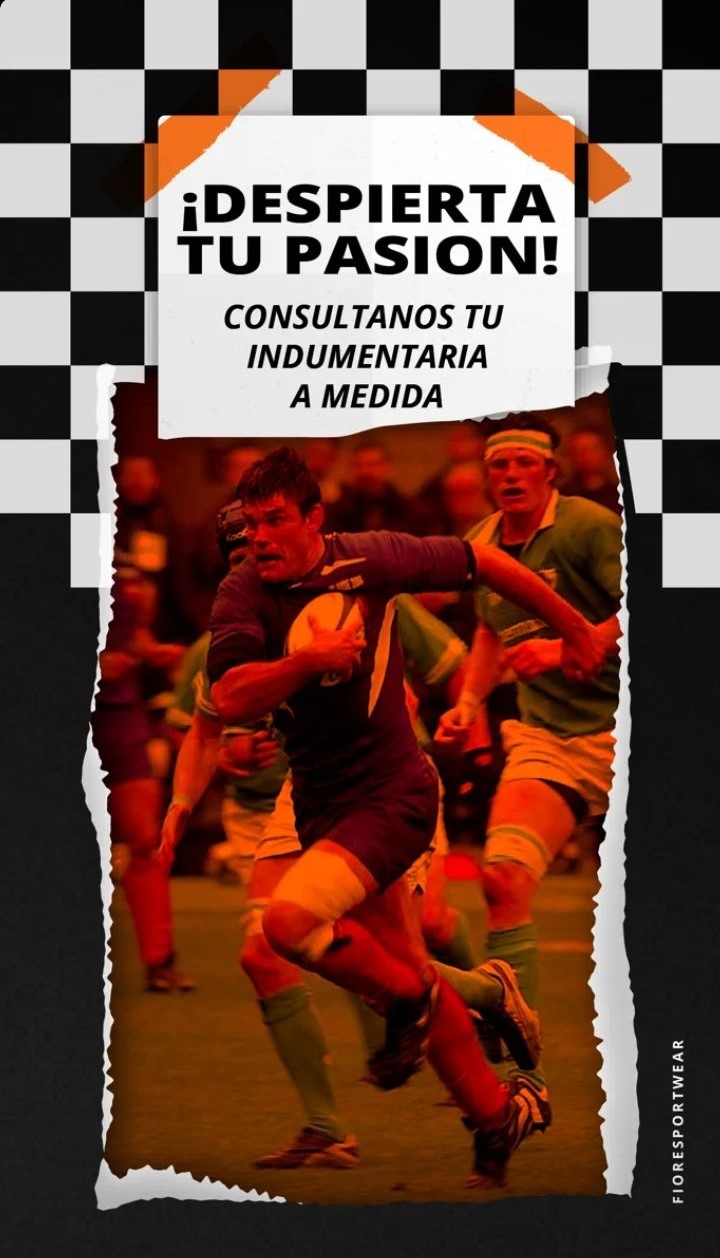 ¡DESPIERTA
TU PASION!
CONSULTANOS TU
INDUMENTARIA
A MEDIDA
FIORESPORTWEAR